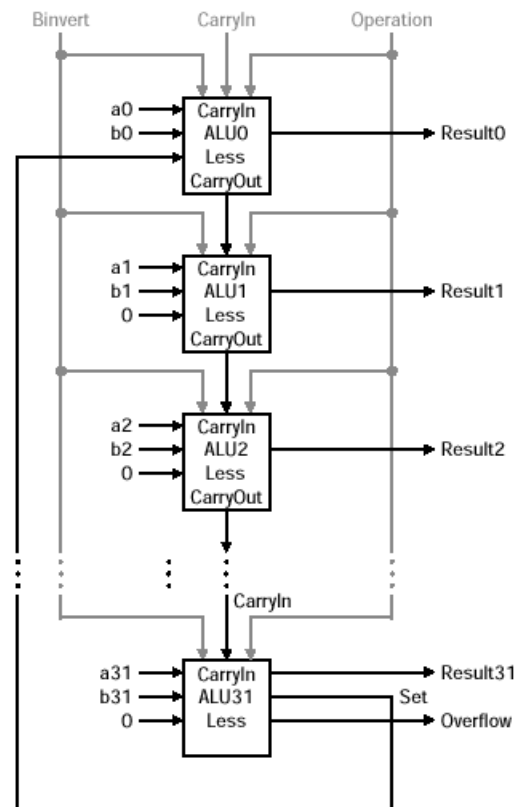 Binvert CarryIn Operation
a0 CarryIn
b0 ALU0 Result0
Less
CarryOut
a1 CarryIn
b1 ALU1 Result1
0 Less
CarryOut
a2 CarryIn
b2 ALU2 Result2
0 Less
CarryOut
CarryIn
a31 CarryIn Result31
b31 ALU31 Set
0 Less Overflow